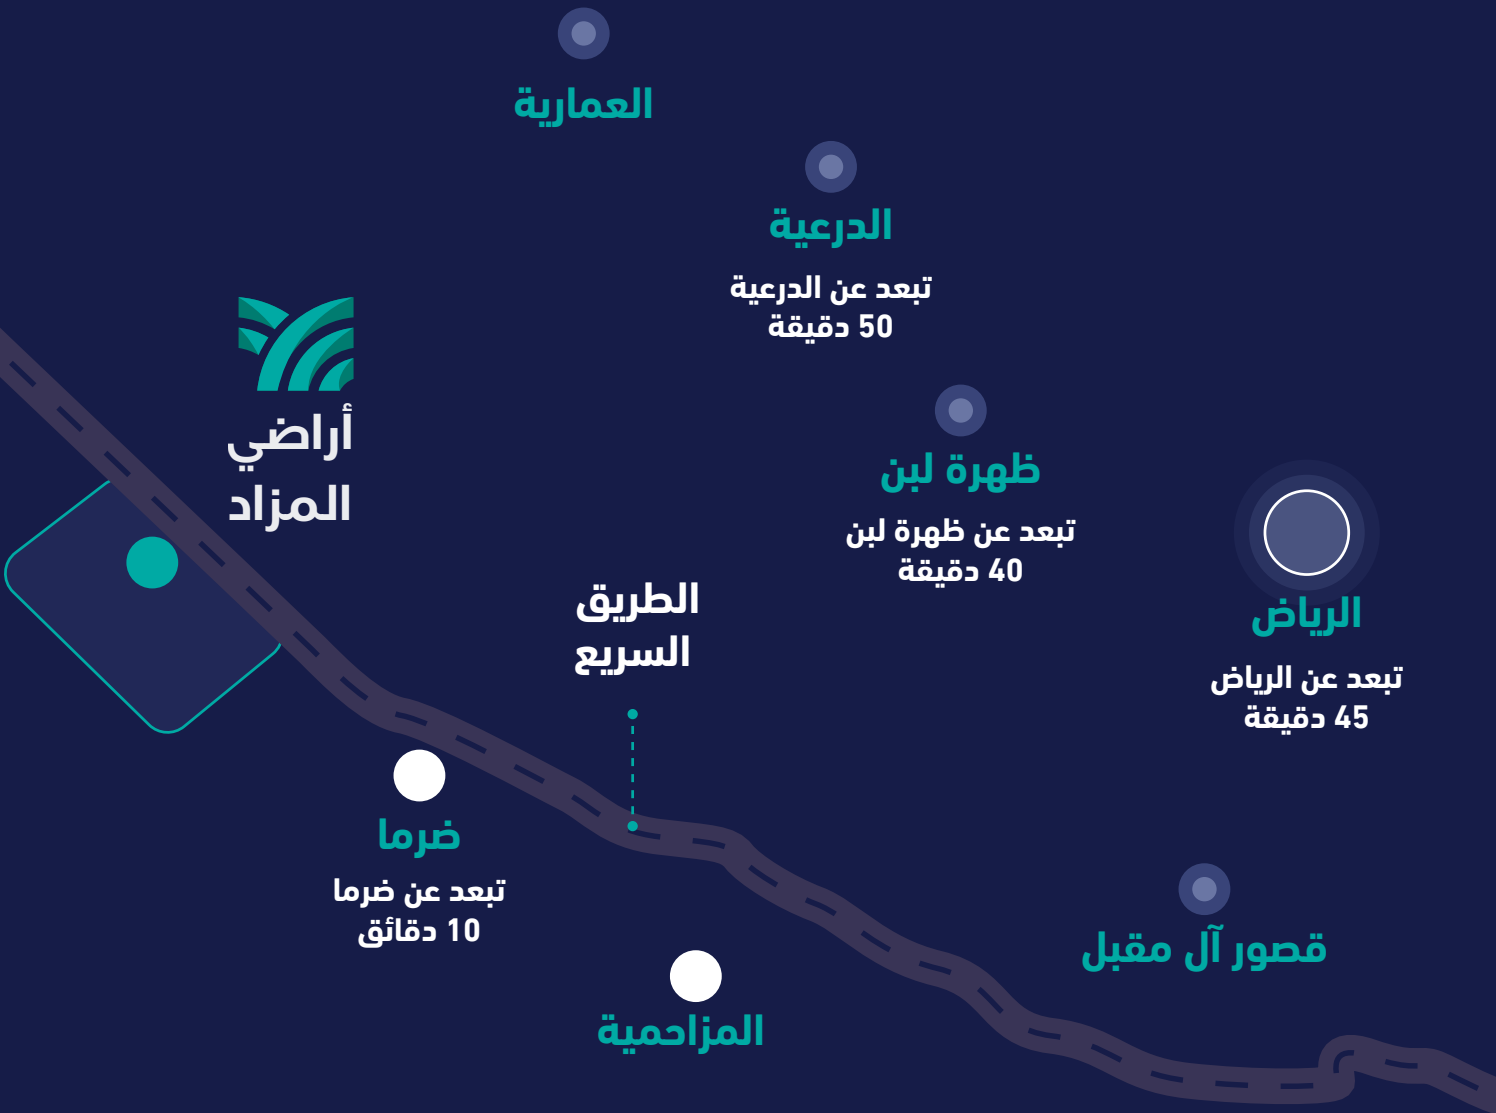 العمارية
الدرعية
تبعد عن الدرعية
50 دقيقة
أراضي
المزاد
ظهرة لبن
تبعد عن ظهرة لبن
40 دقيقة
الرياض
تبعد عن الرياض
45 دقيقة
الطريق
السريع
ضرما
تبعد عن ضرما
10 دقائق
قصور آل مقبل
المزاحمية